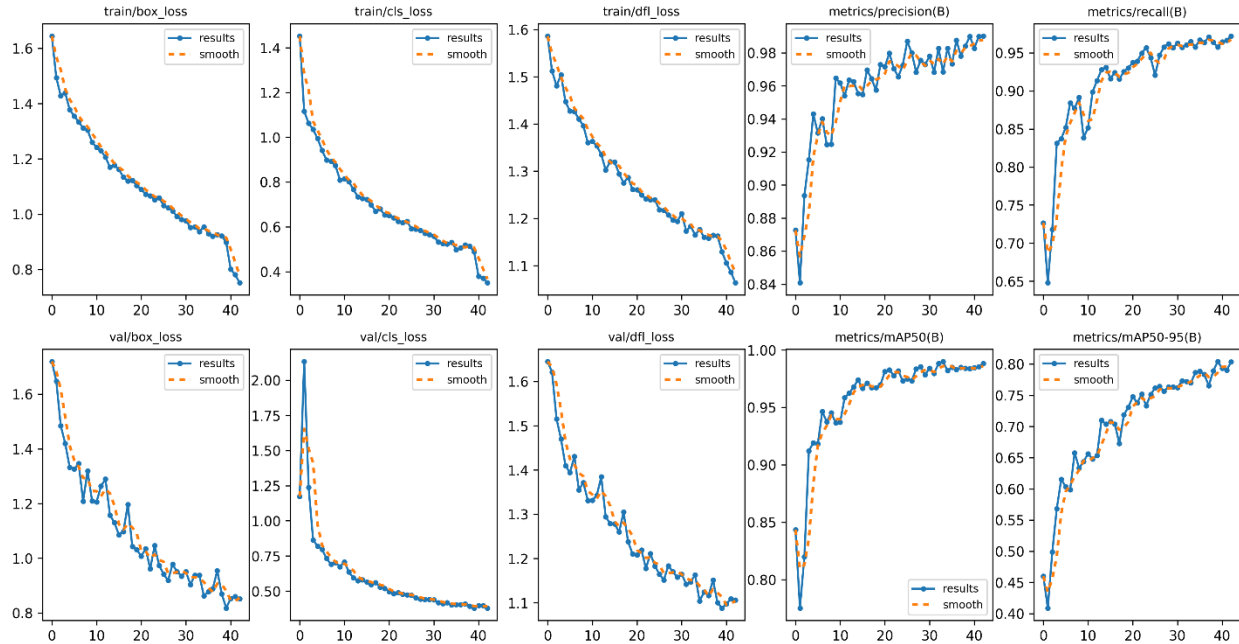 train/box_loss
train/cls_loss
train/dfl_loss
metrics/precision(B)
metrics/recall(B)
results
smooth
results
smooth
results
smooth
results
smooth
results
smooth
1.6
1.4
1.2
1.0
0.8
0 10 20 30 40
1.4
1.2
1.0
0.8
0.6
0.4
0 10 20 30 40
1.6
1.5
1.4
1.3
1.2
1.1
0 10 20 30 40
0.98
0.96
0.94
0.92
0.90
0.88
0.86
0.84
0 10 20 30 40
0.95
0.90
0.85
0.80
0.75
0.70
0.65
0 10 20 30 40
val/box_loss
val/cls_loss
val/dfl_loss
metrics/mAP50(B)
metrics/mAP50-95(B)
results
smooth
results
smooth
results
smooth
results
smooth
results
smooth
1.6
1.4
1.2
1.0
0.8
0 10 20 30 40
2.00
1.75
1.50
1.25
1.00
0.75
0.50
0 10 20 30 40
1.6
1.5
1.4
1.3
1.2
1.1
0 10 20 30 40
1.00
0.95
0.90
0.85
0.80
0 10 20 30 40
0.80
0.75
0.70
0.65
0.60
0.55
0.50
0.45
0.40
0 10 20 30 40